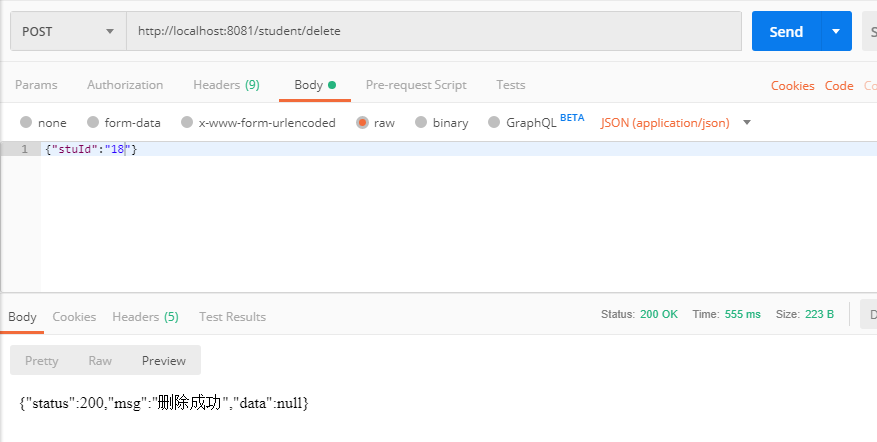 POST http://localhost:8081/student/delete Send
Params Authorization Headers (9) Body Pre-request Script Tests Cookies Code Co
none form-data x-www-form-urlencoded raw binary GraphQL BETA JSON (application/json)
1 {"stuId":"18"}
Body Cookies Headers (5) Test Results Status: 200 OK Time: 555 ms Size: 223 B
Pretty Raw Preview
{"status":200,"msg":"删除成功","data":null}